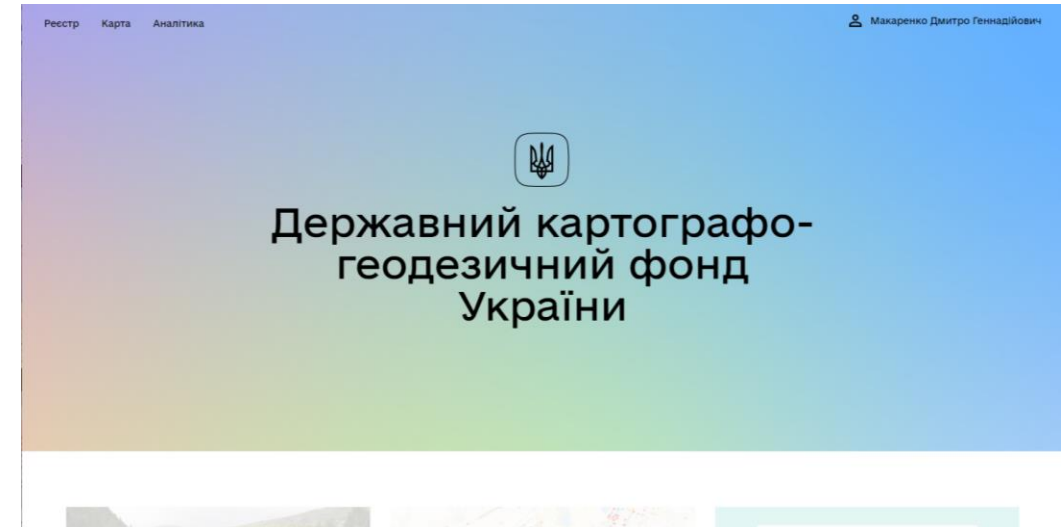 Реєстр Карта Аналітика Макаренко Дмитро Геннадійович
Державний картографо-
геодезичний фонд
України